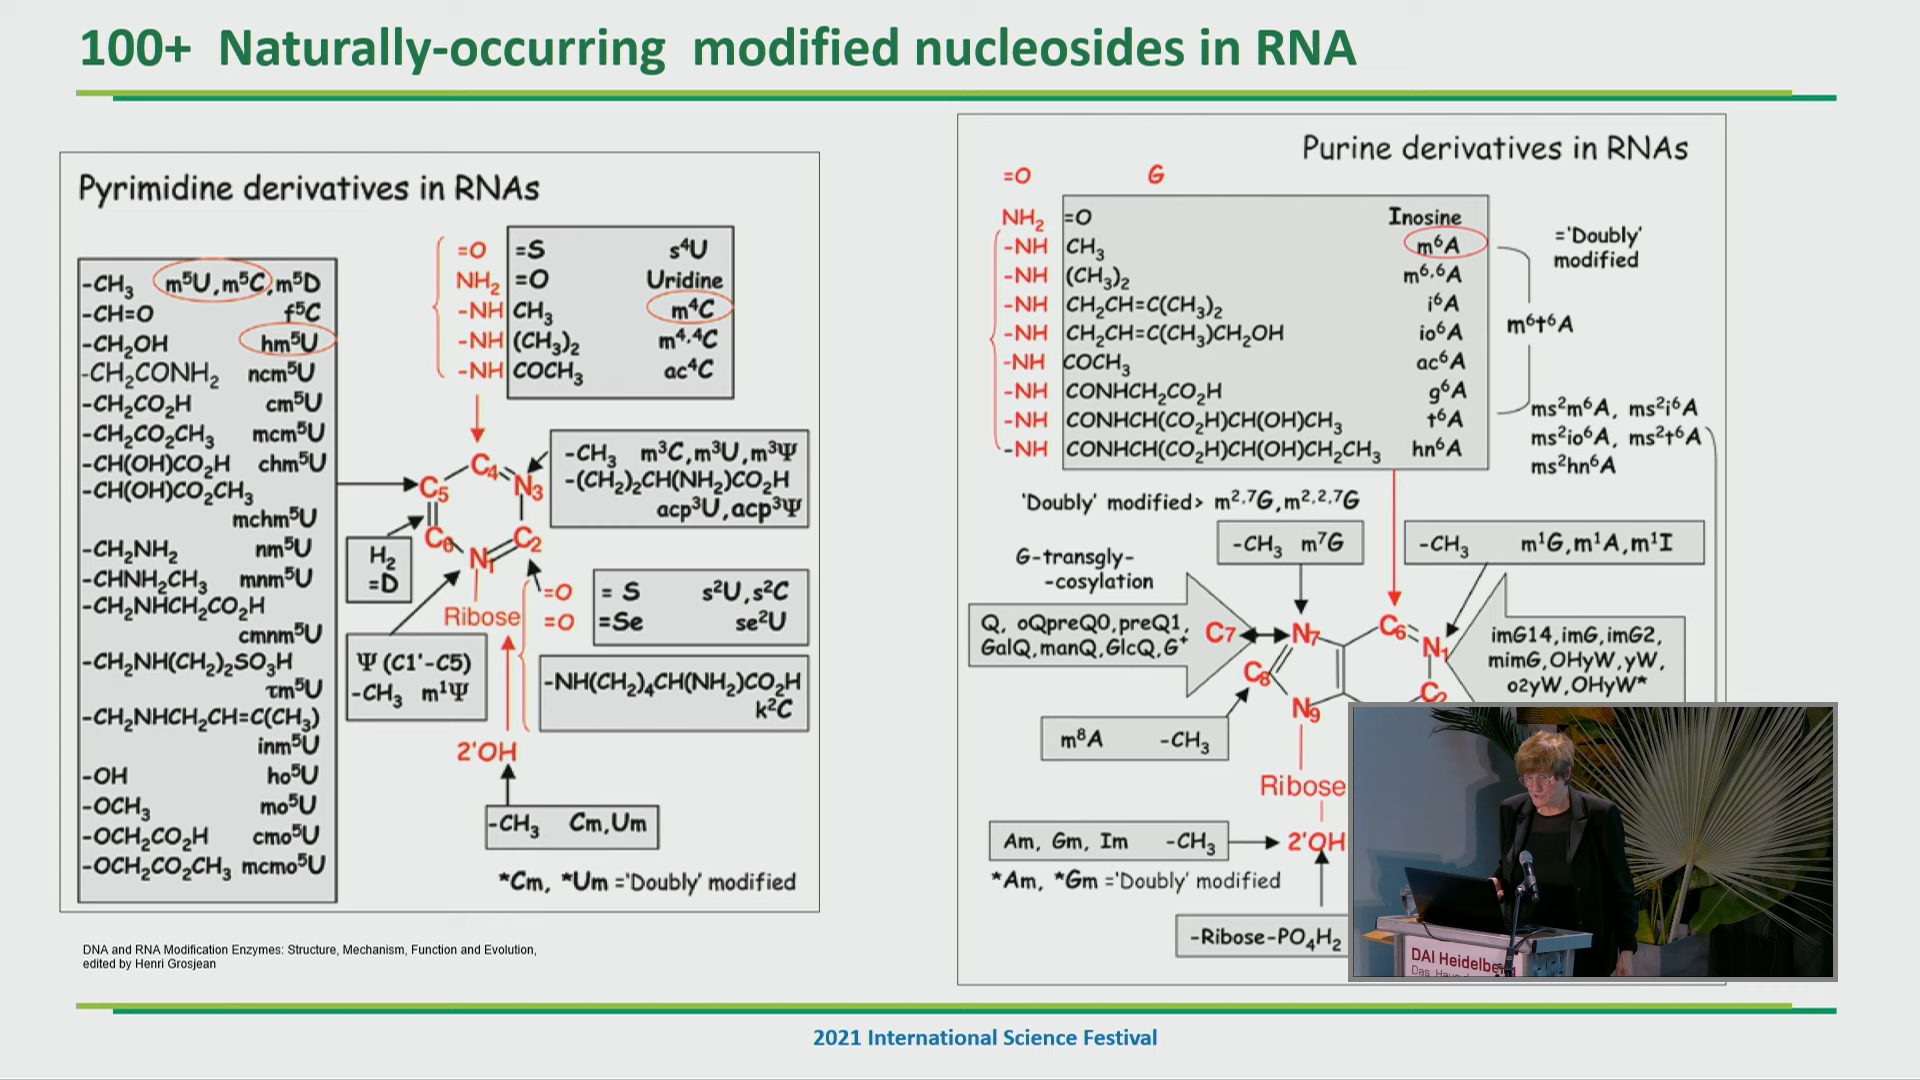 100+ Naturally-occurring modified nucleosides in RNA
Pyrimidine derivatives in RNAs
-CH₃ m⁵U,m⁵C,m⁵D
-CH=O f⁵C
-CH₂OH hm⁵U
-CH₂CONH₂ ncm⁵U
-CH₂CO₂H cm⁵U
-CH₂CO₂CH₃ mcm⁵U
-CH(OH)CO₂H chm⁵U
-CH(OH)CO₂CH₃
mchm⁵U
-CH₂NH₂ nm⁵U
-CHNH₂CH₃ mnm⁵U
-CH₂NHCH₂CO₂H
cmnm⁵U
-CH₂NH(CH₂)₂SO₃H
τm⁵U
-CH₂NHCH₂CH=C(CH₃)
inm⁵U
-OH ho⁵U
-OCH₃ mo⁵U
-OCH₂CO₂H cmo⁵U
-OCH₂CO₂CH₃ mcmo⁵U
=O =S s⁴U
NH₂ =O Uridine
-NH CH₃ m⁴C
-NH (CH₃)₂ m⁴·⁴C
-NH COCH₃ ac⁴C
C₄
C₅
N₃
C₆
C₂
N₁
Ribose
-CH₃ m³C,m³U,m³Ψ
-(CH₂)₂CH(NH₂)CO₂H
acp³U,acp³Ψ
H₂
=D
Ψ (C1'-C5)
-CH₃ m¹Ψ
=O = S s²U,s²C
=O =Se se²U
-NH(CH₂)₄CH(NH₂)CO₂H
k²C
2'OH
-CH₃ Cm,Um
*Cm, *Um ='Doubly' modified
DNA and RNA Modification Enzymes: Structure, Mechanism, Function and Evolution,
edited by Henri Grosjean
Purine derivatives in RNAs
=O G
NH₂ =O Inosine
-NH CH₃ m⁶A
-NH (CH₃)₂ m⁶·⁶A
-NH CH₂CH=C(CH₃)₂ i⁶A
-NH CH₂CH=C(CH₃)CH₂OH io⁶A
-NH COCH₃ ac⁶A
-NH CONHCH₂CO₂H g⁶A
-NH CONHCH(CO₂H)CH(OH)CH₃ t⁶A
-NH CONHCH(CO₂H)CH(OH)CH₂CH₃ hn⁶A
='Doubly'
modified
m⁶t⁶A
ms²m⁶A, ms²i⁶A
ms²io⁶A, ms²t⁶A
ms²hn⁶A
'Doubly' modified> m²·⁷G,m²·²·⁷G
-CH₃ m⁷G
-CH₃ m¹G,m¹A,m¹I
G-transgly-
-cosylation
Q, oQpreQ0,preQ1,
GalQ,manQ,GlcQ,G⁺
C₇
N₇
C₆
N₁
C₈
C₂
N₉
imG14,imG,imG2,
mimG,OHyW,yW,
o2yW,OHyW*
m⁸A -CH₃
Ribose
Am, Gm, Im -CH₃
2'OH
*Am, *Gm ='Doubly' modified
-Ribose-PO₄H₂
DAI Heidelbe
Das
2021 International Science Festival